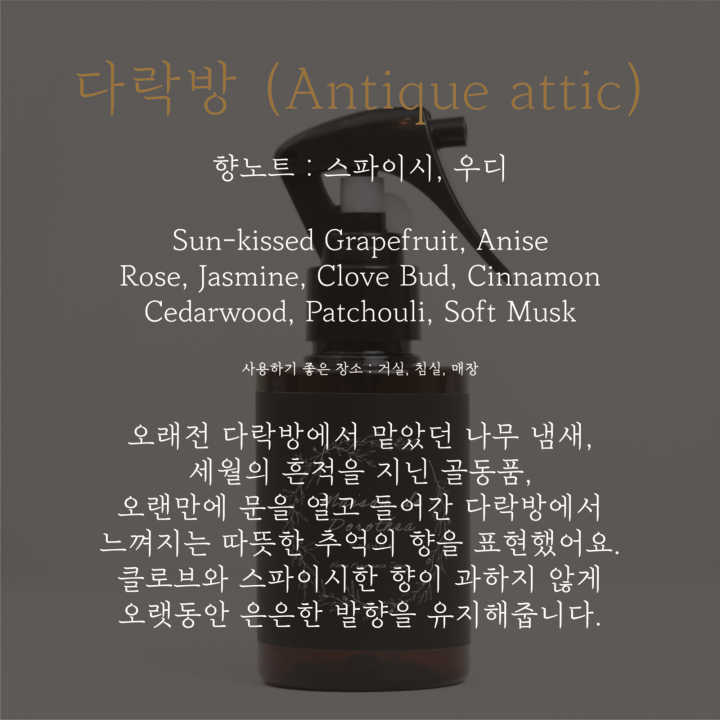 다락방 (Antique attic)
향노트 : 스파이시, 우디
Sun-kissed Grapefruit, Anise
Rose, Jasmine, Clove Bud, Cinnamon
Cedarwood, Patchouli, Soft Musk
사용하기 좋은 장소 : 거실, 침실, 매장
오래전 다락방에서 맡았던 나무 냄새,
세월의 흔적을 지닌 골동품,
오랜만에 문을 열고 들어간 다락방에서
느껴지는 따뜻한 추억의 향을 표현했어요.
클로브와 스파이시한 향이 과하지 않게
오랫동안 은은한 발향을 유지해줍니다.
Dorothea